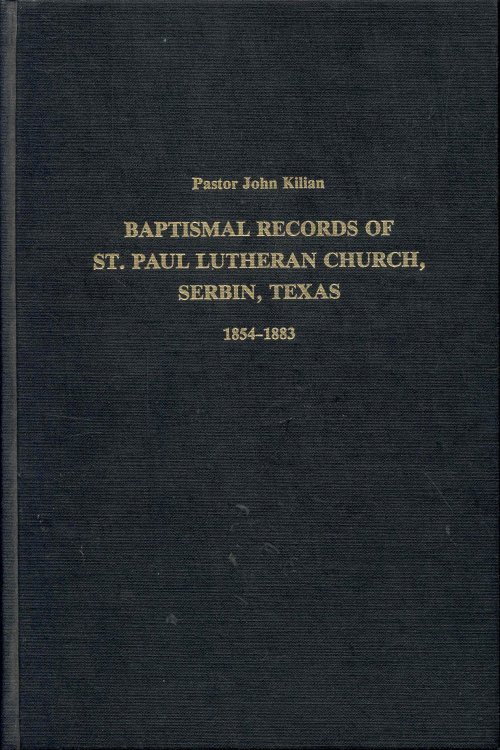 Pastor John Kilian
BAPTISMAL RECORDS OF
ST. PAUL LUTHERAN CHURCH,
SERBIN, TEXAS
1854–1883